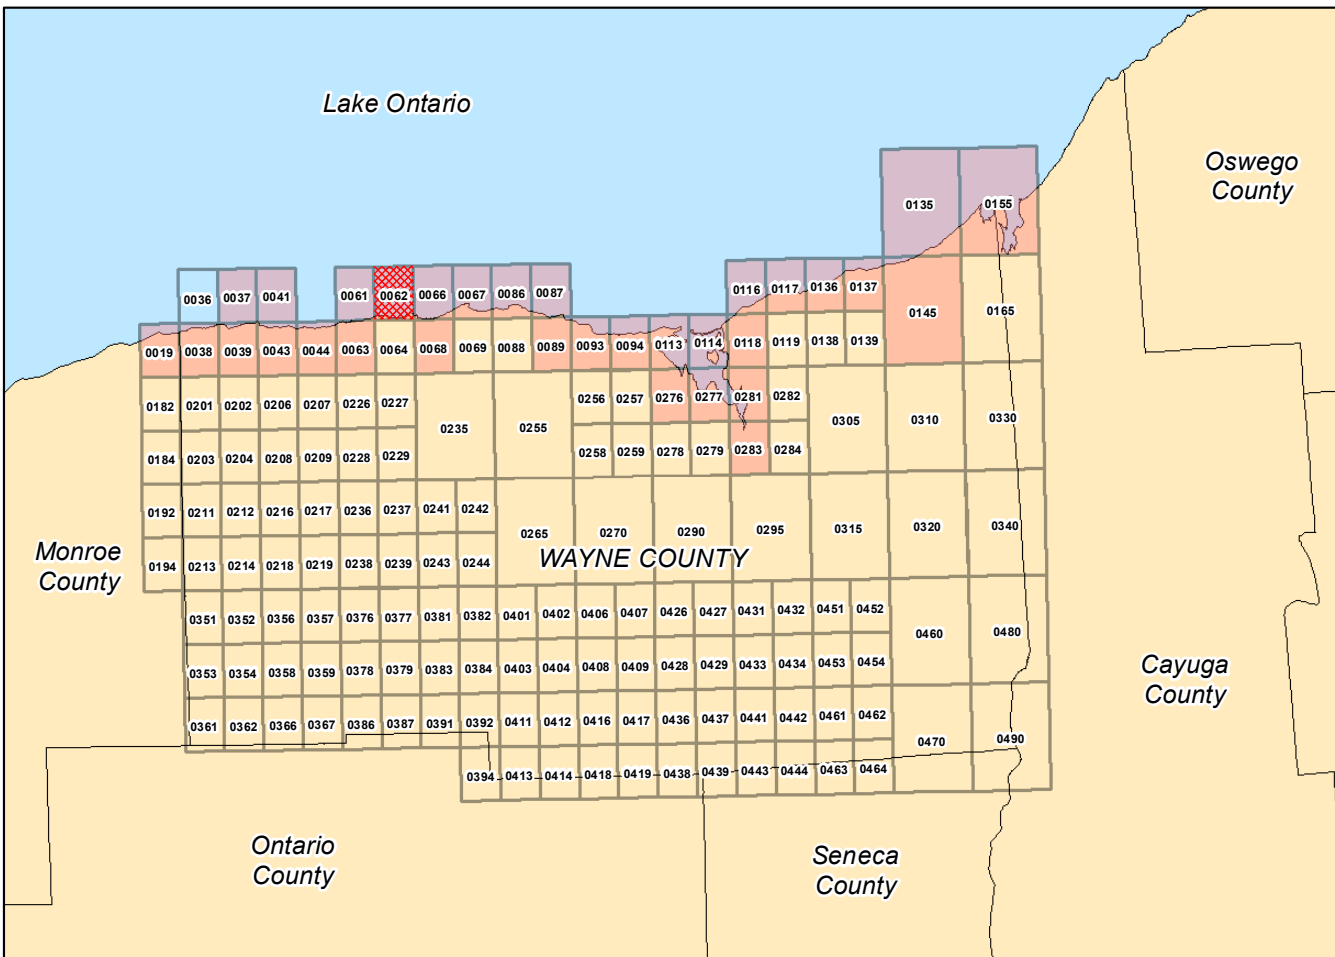 Lake Ontario
Oswego
County
0135 0155
0036 0037 0041 0061 0062 0066 0067 0086 0087 0116 0117 0136 0137
0145 0165
0019 0038 0039 0043 0044 0063 0064 0068 0069 0088 0089 0093 0094 0113 0114 0118 0119 0138 0139
0182 0201 0202 0206 0207 0226 0227 0256 0257 0276 0277 0281 0282
0235 0255 0305 0310 0330
0184 0203 0204 0208 0209 0228 0229 0258 0259 0278 0279 0283 0284
0192 0211 0212 0216 0217 0236 0237 0241 0242
0265 0270 0290 0295 0315 0320 0340
WAYNE COUNTY
Monroe
County
0194 0213 0214 0218 0219 0238 0239 0243 0244
0351 0352 0356 0357 0376 0377 0381 0382 0401 0402 0406 0407 0426 0427 0431 0432 0451 0452
0460 0480
0353 0354 0358 0359 0378 0379 0383 0384 0403 0404 0408 0409 0428 0429 0433 0434 0453 0454
Cayuga
County
0361 0362 0366 0367 0386 0387 0391 0392 0411 0412 0416 0417 0436 0437 0441 0442 0461 0462
0470 0490
0394 0413 0414 0418 0419 0438 0439 0443 0444 0463 0464
Ontario
County
Seneca
County